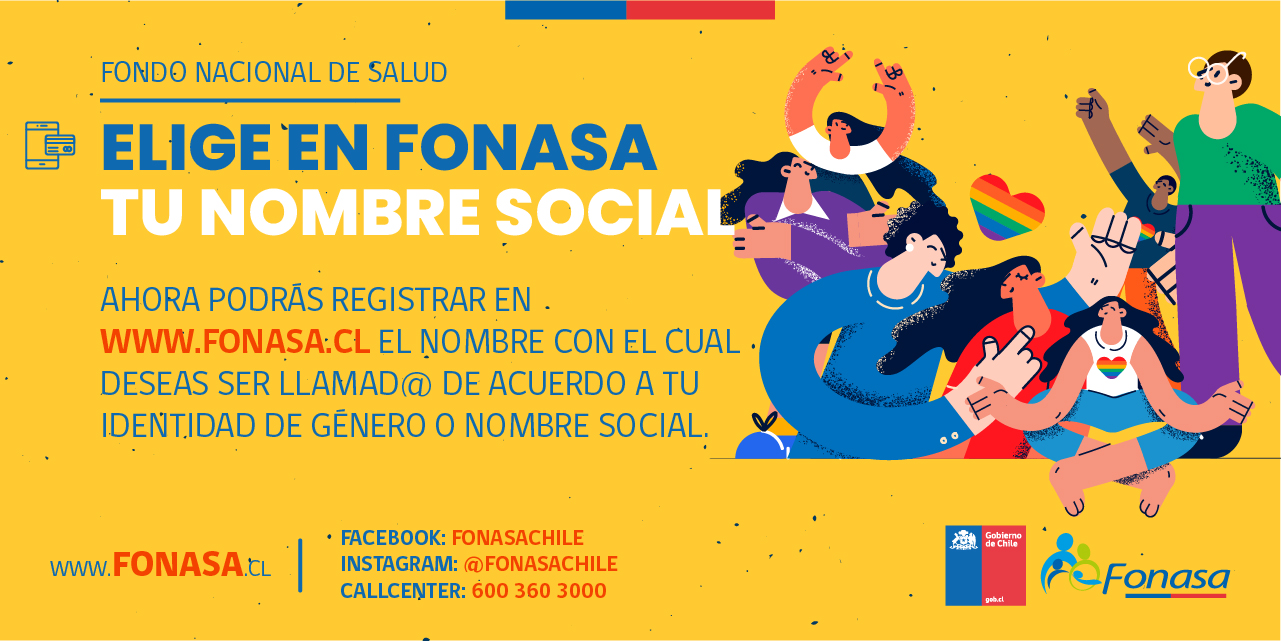 FONDO NACIONAL DE SALUD
ELIGE EN FONASA
TU NOMBRE SOCIAL
AHORA PODRÁS REGISTRAR EN
WWW.FONASA.CL EL NOMBRE CON EL CUAL
DESEAS SER LLAMAD@ DE ACUERDO A TU
IDENTIDAD DE GÉNERO O NOMBRE SOCIAL.
WWW.FONASA.CL
FACEBOOK: FONASACHILE
INSTAGRAM: @FONASACHILE
CALLCENTER: 600 360 3000
Gobierno
de Chile
gob.cl
Fonasa